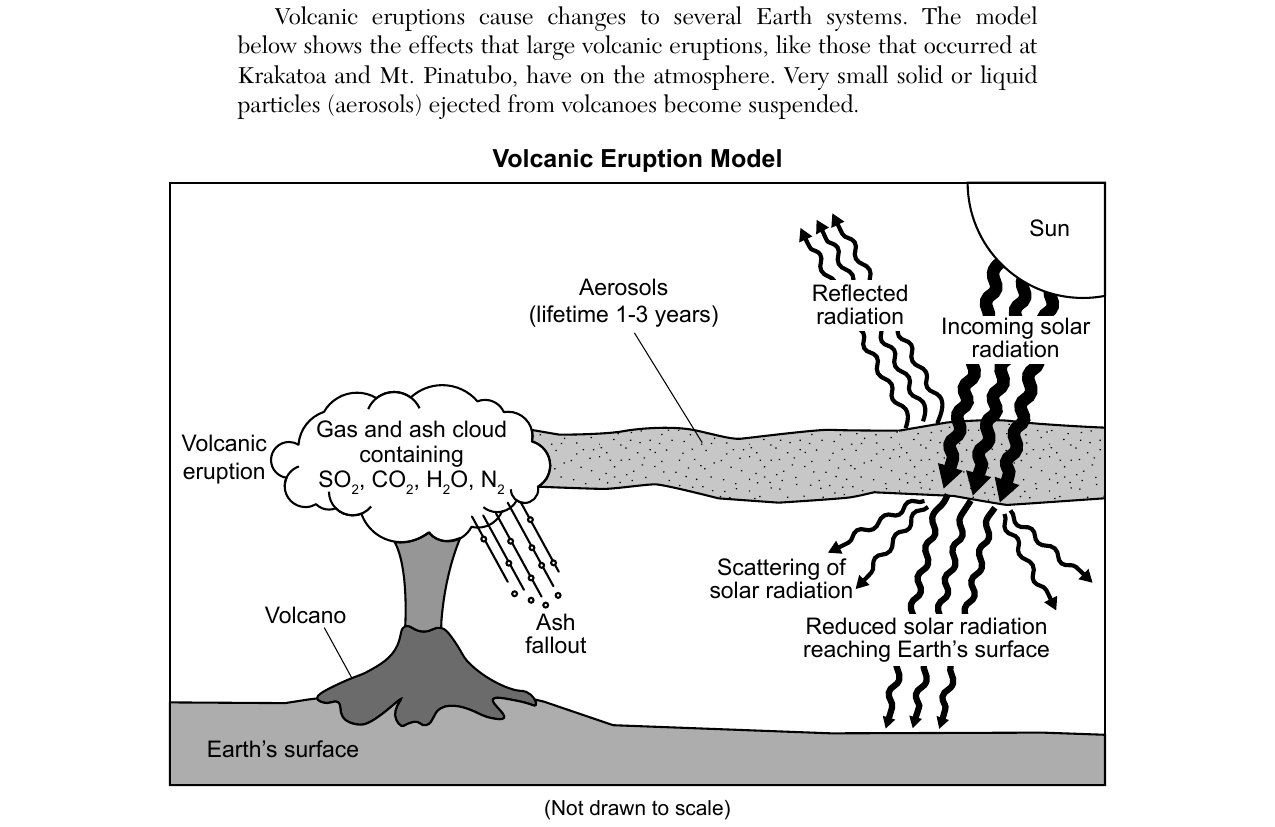 Volcanic eruptions cause changes to several Earth systems. The model
below shows the effects that large volcanic eruptions, like those that occurred at
Krakatoa and Mt. Pinatubo, have on the atmosphere. Very small solid or liquid
particles (aerosols) ejected from volcanoes become suspended.
Volcanic Eruption Model
Sun
Aerosols
(lifetime 1-3 years)
Reflected
radiation
Incoming solar
radiation
Volcanic
eruption
Gas and ash cloud
containing
SO₂, CO₂, H₂O, N₂
Scattering of
solar radiation
Volcano
Ash
fallout
Reduced solar radiation
reaching Earth’s surface
Earth’s surface
(Not drawn to scale)